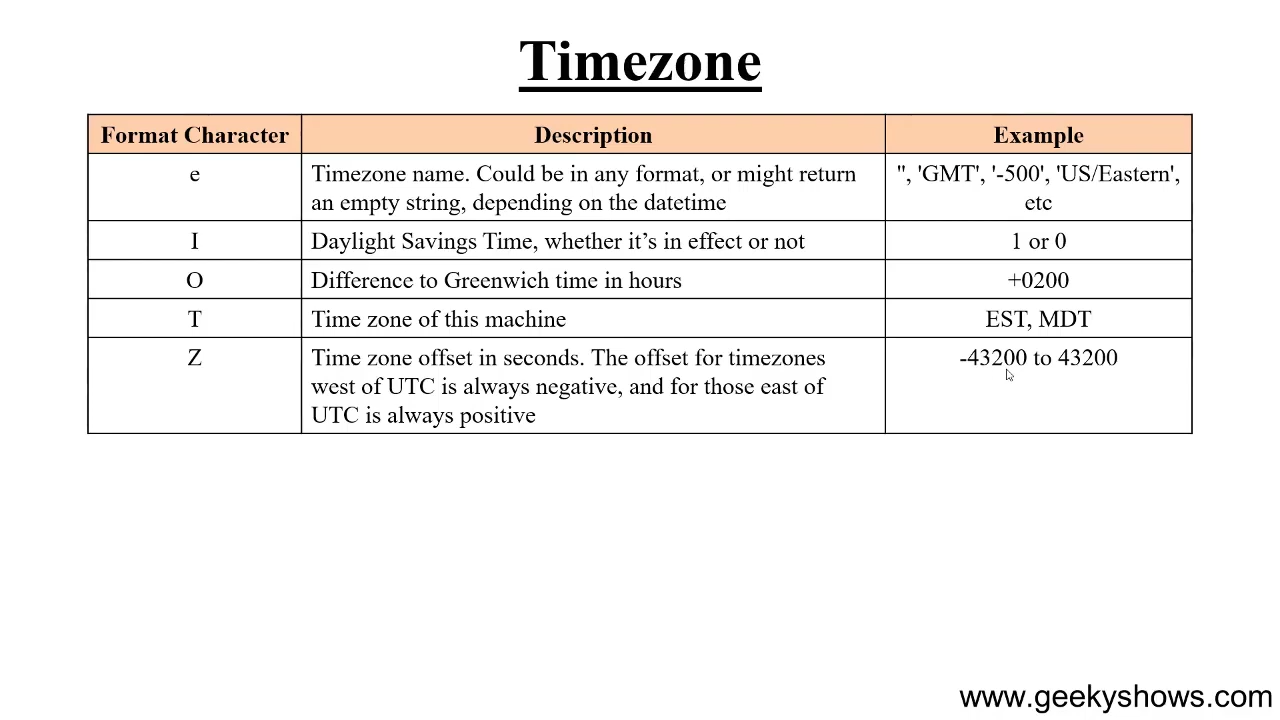 Timezone
Format Character Description Example
e Timezone name. Could be in any format, or might return '', 'GMT', '-500', 'US/Eastern',
an empty string, depending on the datetime etc
I Daylight Savings Time, whether it’s in effect or not 1 or 0
O Difference to Greenwich time in hours +0200
T Time zone of this machine EST, MDT
Z Time zone offset in seconds. The offset for timezones -43200 to 43200
west of UTC is always negative, and for those east of
UTC is always positive
www.geekyshows.com